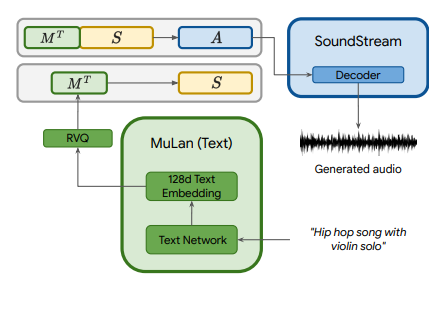 M^T S A
SoundStream
Decoder
M^T S
RVQ
MuLan (Text)
128d Text
Embedding
Text Network
Generated audio
"Hip hop song with
violin solo"